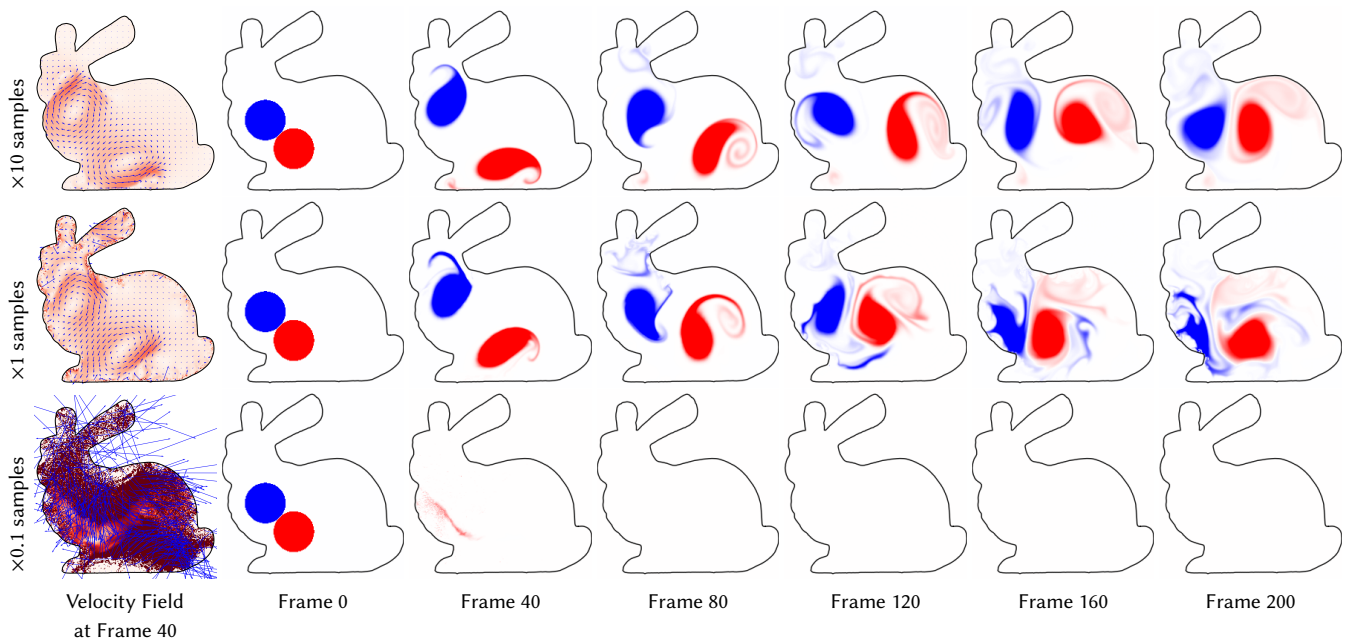 ×10 samples
×1 samples
×0.1 samples
Velocity Field
at Frame 40
Frame 0
Frame 40
Frame 80
Frame 120
Frame 160
Frame 200